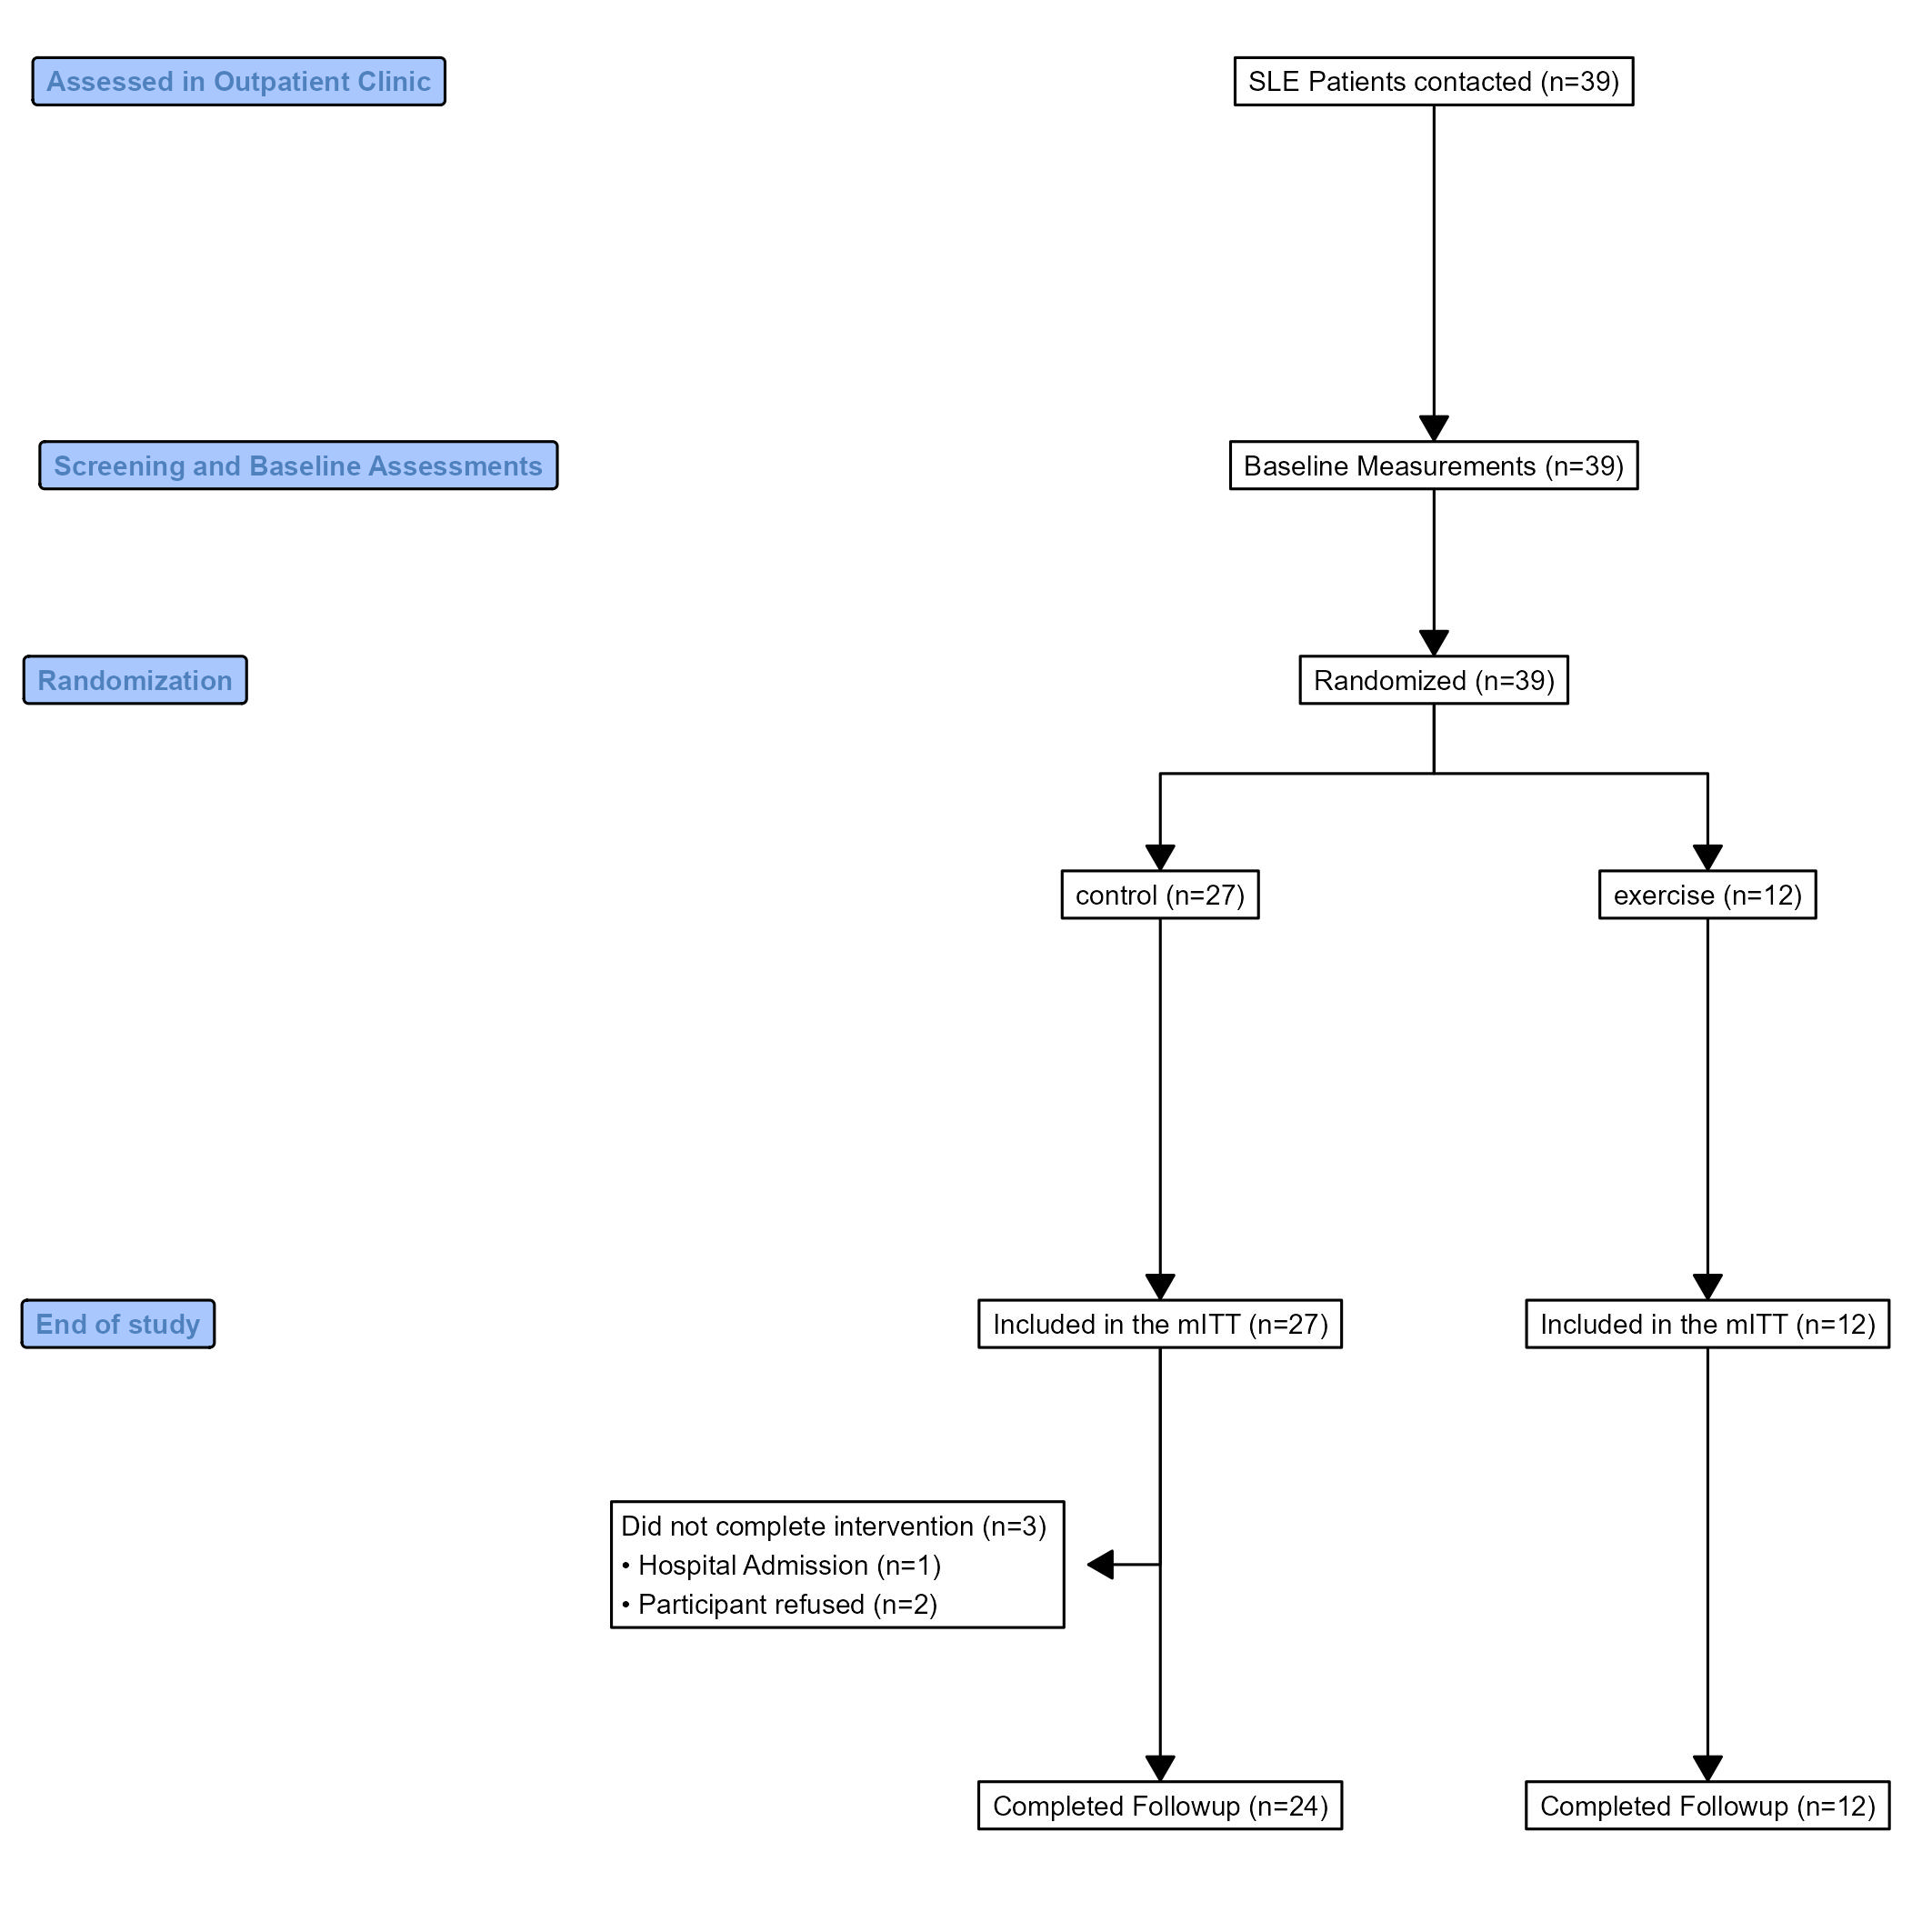 Assessed in Outpatient Clinic
SLE Patients contacted (n=39)
Screening and Baseline Assessments
Baseline Measurements (n=39)
Randomization
Randomized (n=39)
control (n=27)
exercise (n=12)
End of study
Included in the mITT (n=27)
Included in the mITT (n=12)
Did not complete intervention (n=3)
• Hospital Admission (n=1)
• Participant refused (n=2)
Completed Followup (n=24)
Completed Followup (n=12)